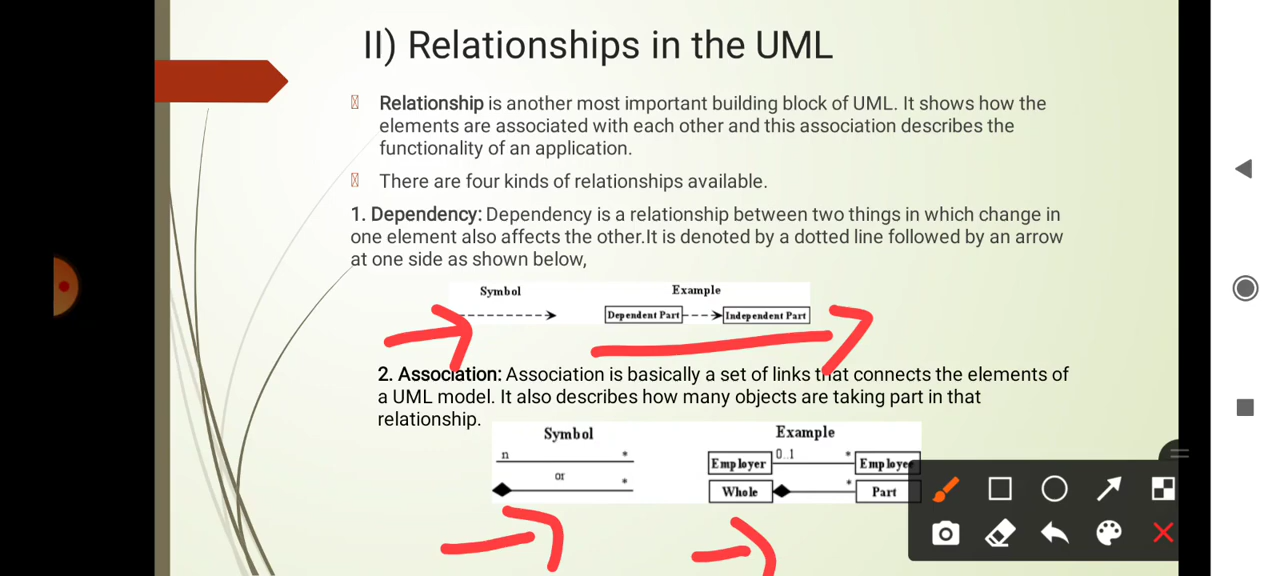 II) Relationships in the UML
Relationship is another most important building block of UML. It shows how the
elements are associated with each other and this association describes the
functionality of an application.
There are four kinds of relationships available.
1. Dependency: Dependency is a relationship between two things in which change in
one element also affects the other.It is denoted by a dotted line followed by an arrow
at one side as shown below,
Symbol Example
Dependent Part Independent Part
2. Association: Association is basically a set of links that connects the elements of
a UML model. It also describes how many objects are taking part in that
relationship.
Symbol Example
n * Employer 0..1 * Employee
or
* Whole * Part